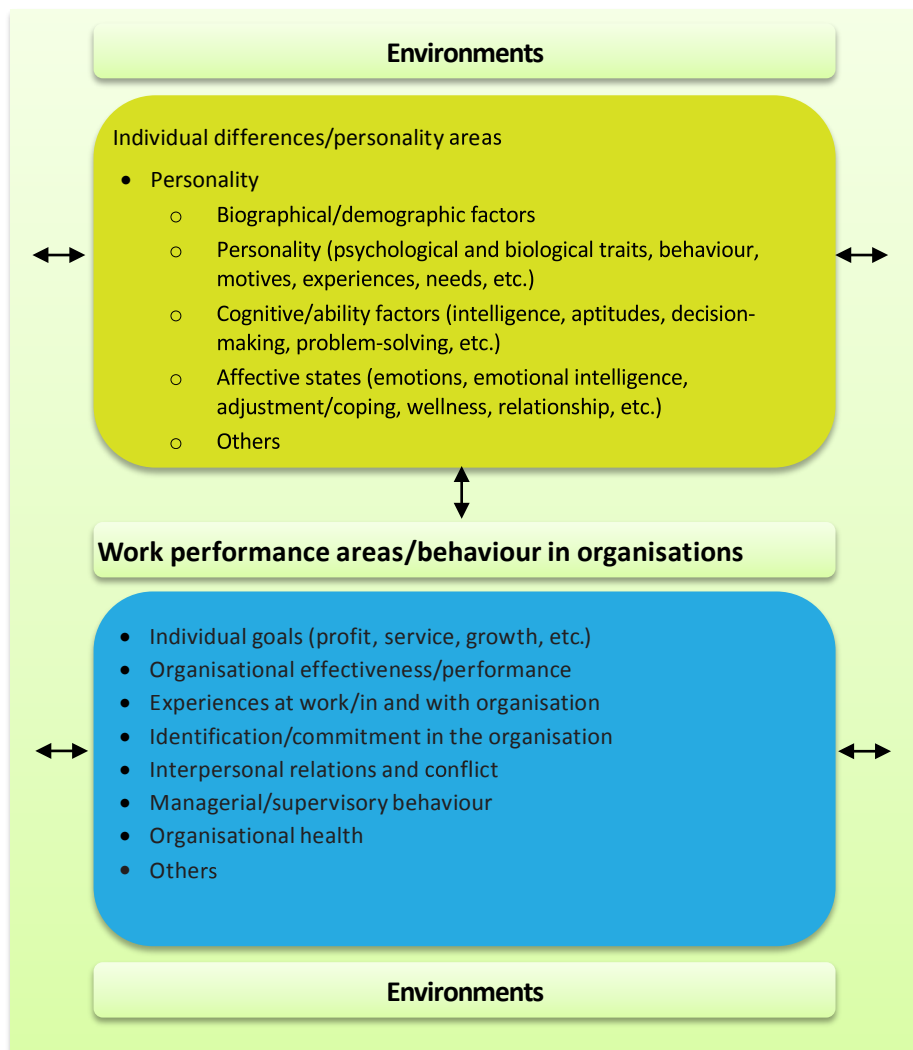 Environments
Individual differences/personality areas
• Personality
o Biographical/demographic factors
o Personality (psychological and biological traits, behaviour,
motives, experiences, needs, etc.)
o Cognitive/ability factors (intelligence, aptitudes, decision-
making, problem-solving, etc.)
o Affective states (emotions, emotional intelligence,
adjustment/coping, wellness, relationship, etc.)
o Others
Work performance areas/behaviour in organisations
• Individual goals (profit, service, growth, etc.)
• Organisational effectiveness/performance
• Experiences at work/in and with organisation
• Identification/commitment in the organisation
• Interpersonal relations and conflict
• Managerial/supervisory behaviour
• Organisational health
• Others
Environments